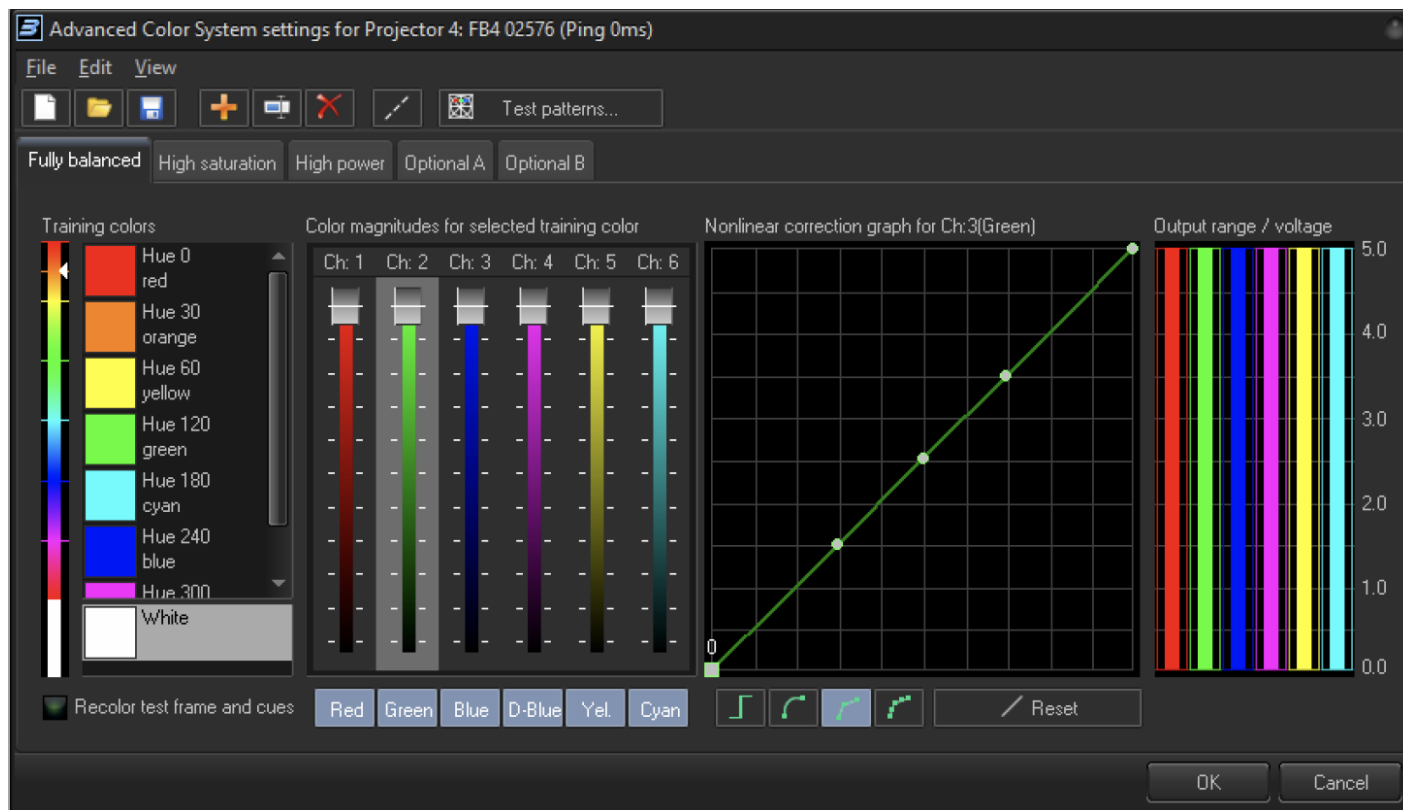 Advanced Color System settings for Projector 4: FB4 02576 (Ping 0ms)
File Edit View
Test patterns...
Fully balanced High saturation High power Optional A Optional B
Training colors
Hue 0
red
Hue 30
orange
Hue 60
yellow
Hue 120
green
Hue 180
cyan
Hue 240
blue
Hue 300
White
Recolor test frame and cues
Color magnitudes for selected training color
Ch: 1 Ch: 2 Ch: 3 Ch: 4 Ch: 5 Ch: 6
Red Green Blue D-Blue Yel. Cyan
Nonlinear correction graph for Ch:3(Green)
0
Reset
Output range / voltage
5.0
4.0
3.0
2.0
1.0
0.0
OK Cancel